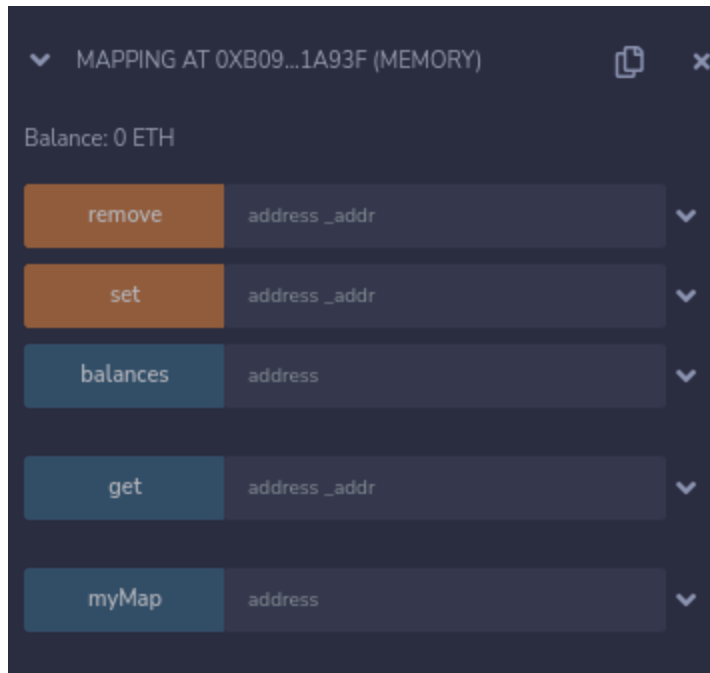 MAPPING AT 0XB09...1A93F (MEMORY)
Balance: 0 ETH
remove address _addr
set address _addr
balances address
get address _addr
myMap address